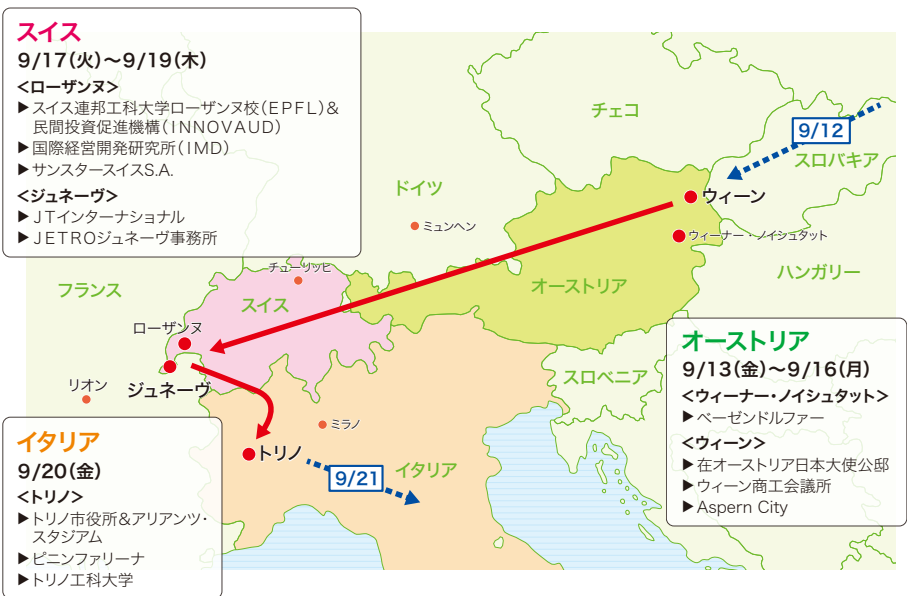 スイス
9/17(火)～9/19(木)
<ローザンヌ>
▶スイス連邦工科大学ローザンヌ校(EPFL)&
民間投資促進機構(INNOVAUD)
▶国際経営開発研究所(IMD)
▶サンスタースイスS.A.
<ジュネーヴ>
▶JTインターナショナル
▶JETROジュネーヴ事務所
チェコ
9/12
スロバキア
ドイツ
ウィーン
ミュンヘン
ウィーナー・ノイシュタット
チューリッヒ
ハンガリー
フランス
スイス
オーストリア
ローザンヌ
ジュネーヴ
スロベニア
リオン
ミラノ
トリノ
イタリア
9/21
オーストリア
9/13(金)～9/16(月)
<ウィーナー・ノイシュタット>
▶ベーゼンドルファー
<ウィーン>
▶在オーストリア日本大使公邸
▶ウィーン商工会議所
▶Aspern City
イタリア
9/20(金)
<トリノ>
▶トリノ市役所&アリアンツ・
スタジアム
▶ピニンファリーナ
▶トリノ工科大学